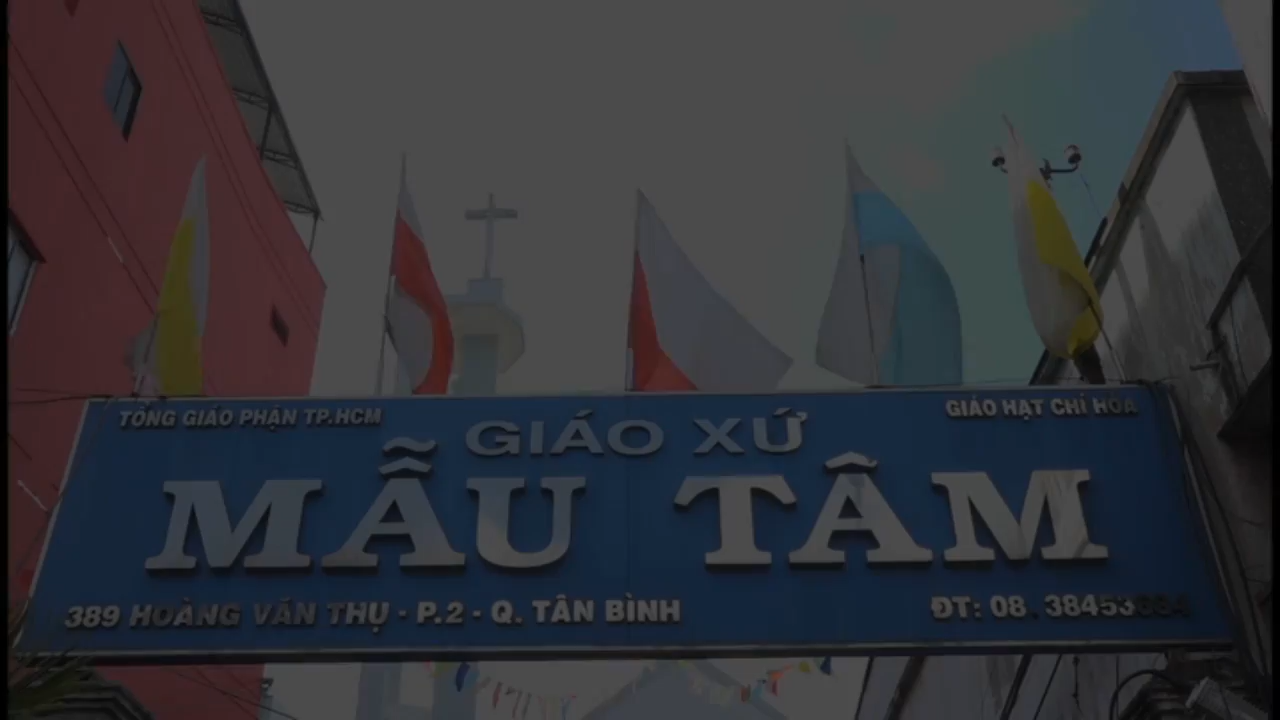 TỔNG GIÁO PHẬN TP.HCM
GIÁO HẠT CHÍ HÒA
GIÁO XỨ
MẪU TÂM
389 HOÀNG VĂN THỤ - P.2 - Q. TÂN BÌNH
ĐT: 08